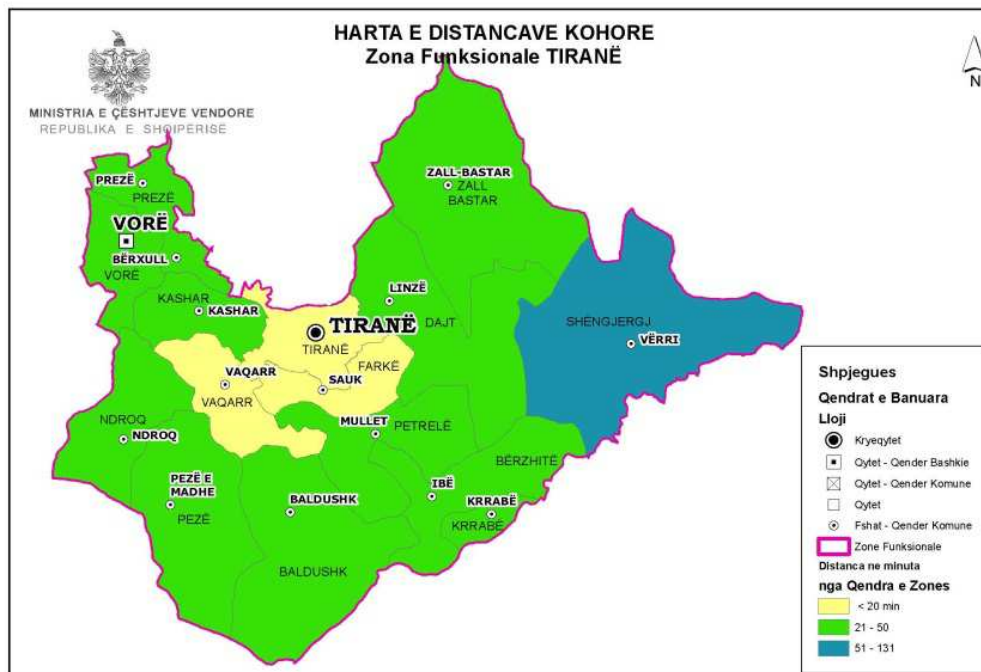 HARTA E DISTANCAVE KOHORE
Zona Funksionale TIRANË
N
MINISTRIA E ÇËSHTJEVE VENDORE
REPUBLIKA E SHQIPËRISË
PREZË
PREZË
VORË
BËRXULL
VORË
KASHAR
KASHAR
ZALL-BASTAR
ZALL
BASTAR
LINZË
DAJT
TIRANË
TIRANË
FARKË
SAUK
VAQARR
VAQARR
SHËNGJERGJ
VËRRI
NDROQ
NDROQ
MULLET
PETRELË
BËRZHITË
PEZË E
MADHE
PEZË
BALDUSHK
BALDUSHK
IBË
KRRABË
KRRABË
Shpjegues
Qendrat e Banuara
Lloji
Kryeqytet
Qytet - Qender Bashkie
Qytet - Qender Komune
Qytet
Fshat - Qender Komune
Zone Funksionale
Distanca ne minuta
nga Qendra e Zones
< 20 min
21 - 50
51 - 131